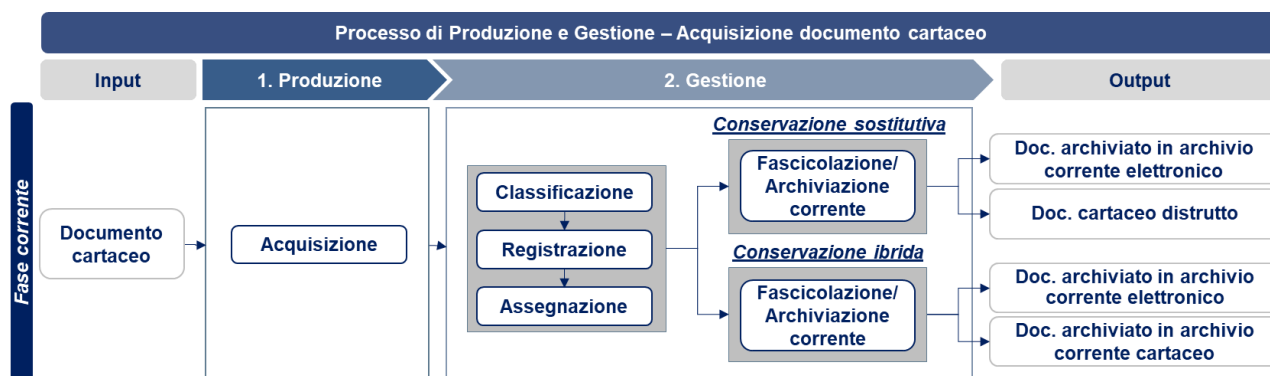 Processo di Produzione e Gestione – Acquisizione documento cartaceo
Input
1. Produzione
2. Gestione
Output
Fase corrente
Documento
cartaceo
Acquisizione
Classificazione
Registrazione
Assegnazione
Conservazione sostitutiva
Fascicolazione/
Archiviazione
corrente
Conservazione ibrida
Fascicolazione/
Archiviazione
corrente
Doc. archiviato in archivio
corrente elettronico
Doc. cartaceo distrutto
Doc. archiviato in archivio
corrente elettronico
Doc. archiviato in archivio
corrente cartaceo